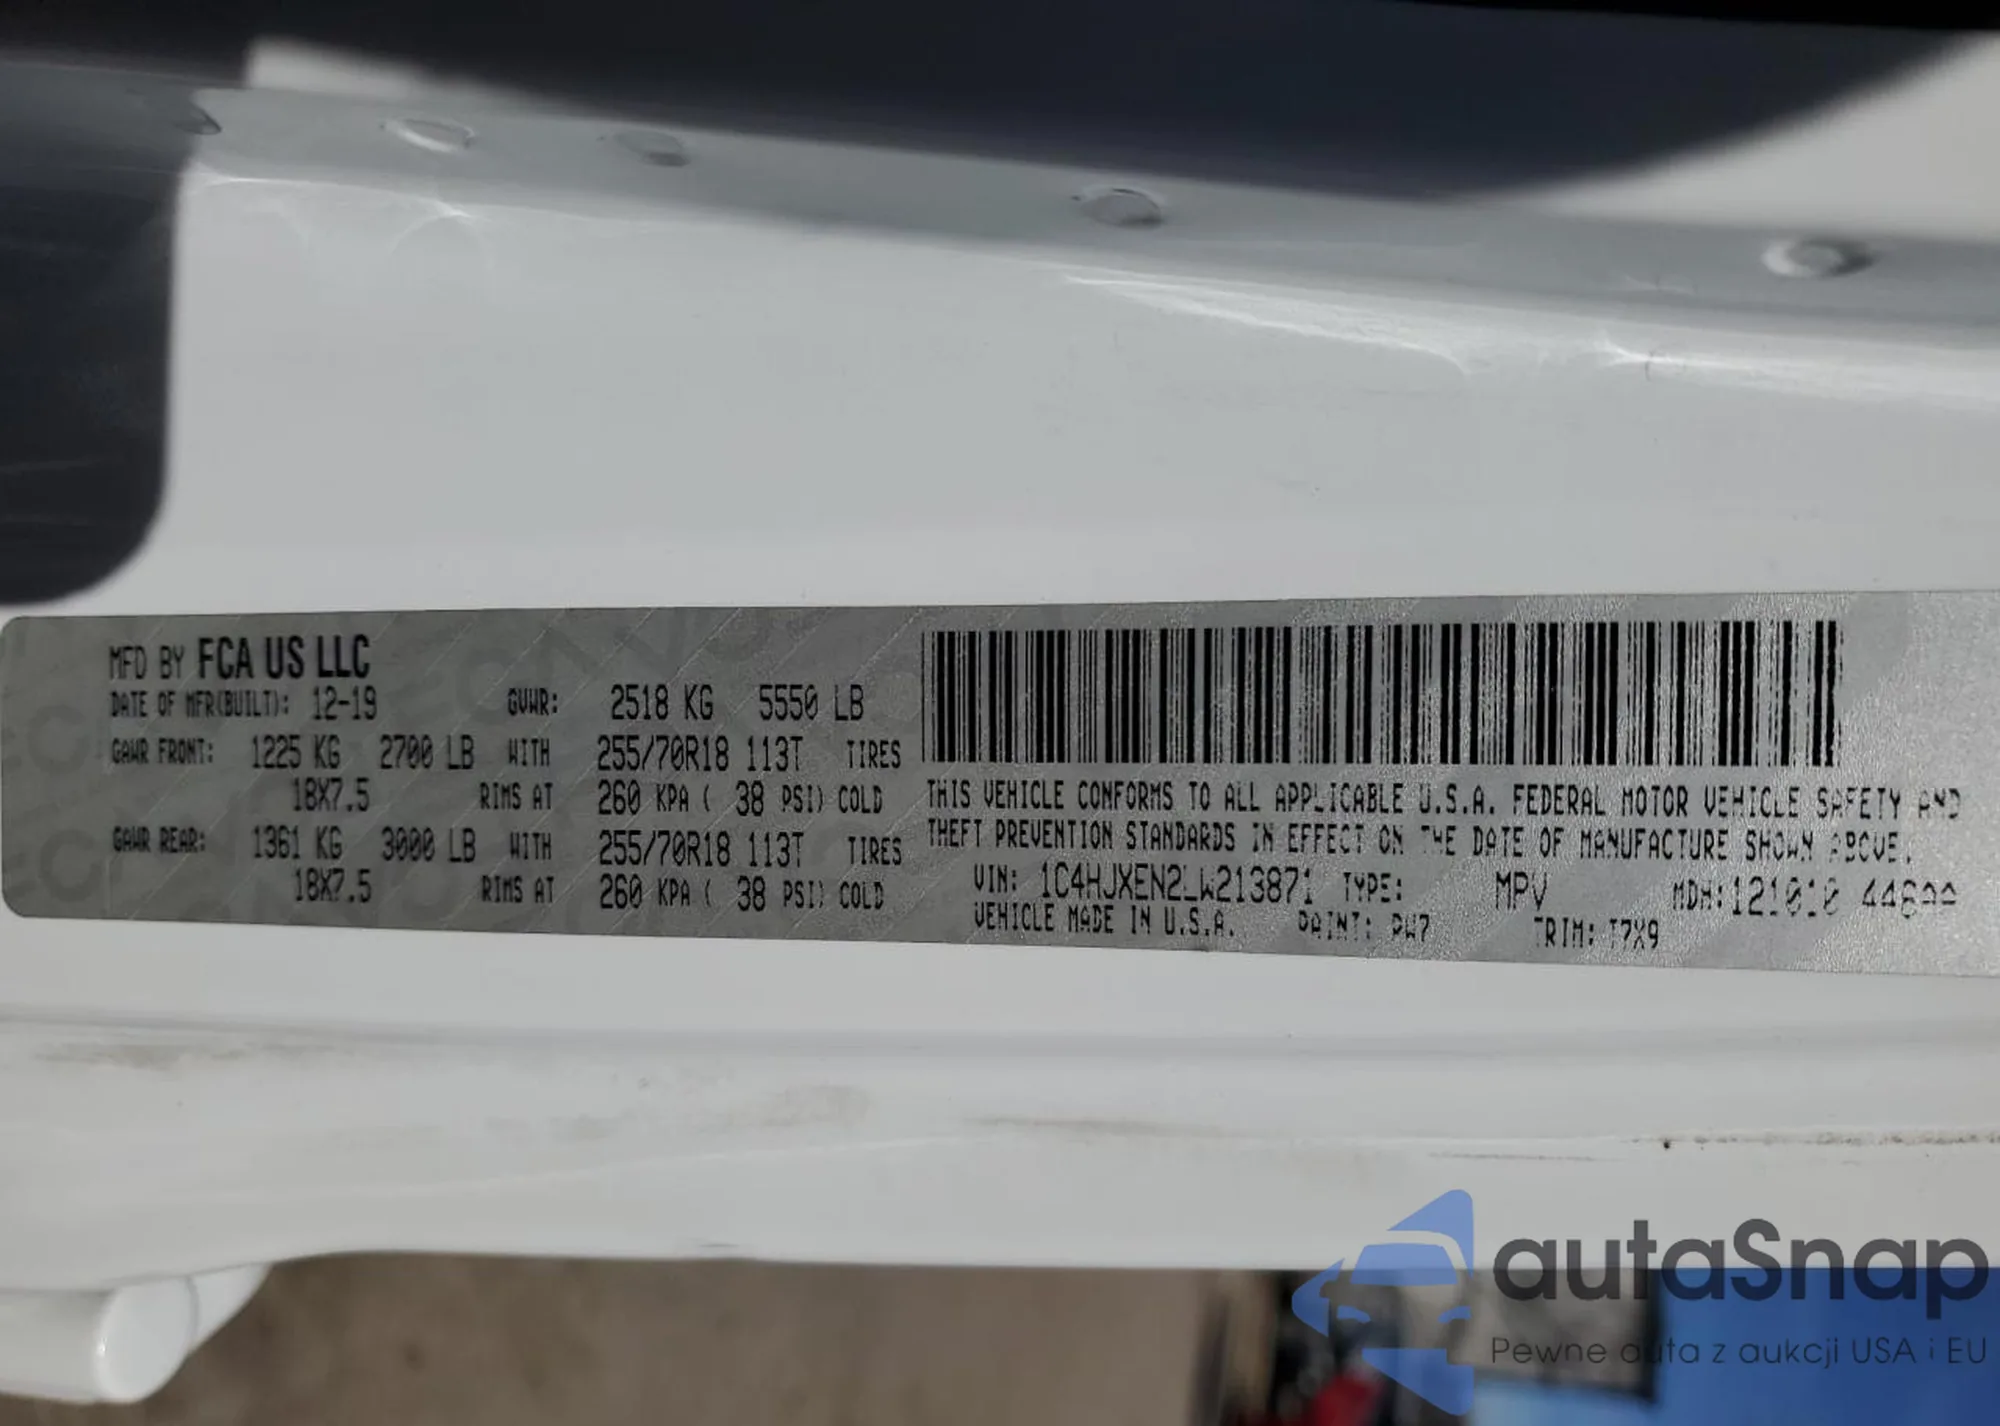 MFD BY FCA US LLC
DATE OF MFR(BUILT): 12-19 GVWR: 2518 KG 5550 LB
GAWR FRONT: 1225 KG 2700 LB WITH 255/70R18 113T TIRES
18X7.5 RIMS AT 260 KPA ( 38 PSI) COLD
GAWR REAR: 1361 KG 3000 LB WITH 255/70R18 113T TIRES
18X7.5 RIMS AT 260 KPA ( 38 PSI) COLD
THIS VEHICLE CONFORMS TO ALL APPLICABLE U.S.A. FEDERAL MOTOR VEHICLE SAFETY AND
THEFT PREVENTION STANDARDS IN EFFECT ON THE DATE OF MANUFACTURE SHOWN ABOVE.
VIN: 1C4HJXEN2LW213871 TYPE: MPV MDH:121010
VEHICLE MADE IN U.S.A. PAINT: PW7 TRIM: T7X9
autaSnap
Pewne auta z aukcji USA i EU